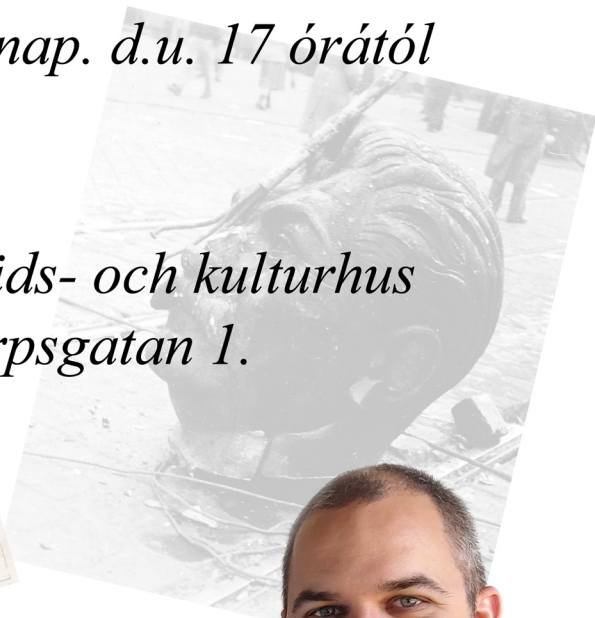 nap. d.u. 17 órától
ids- och kulturhus
rpsgatan 1.